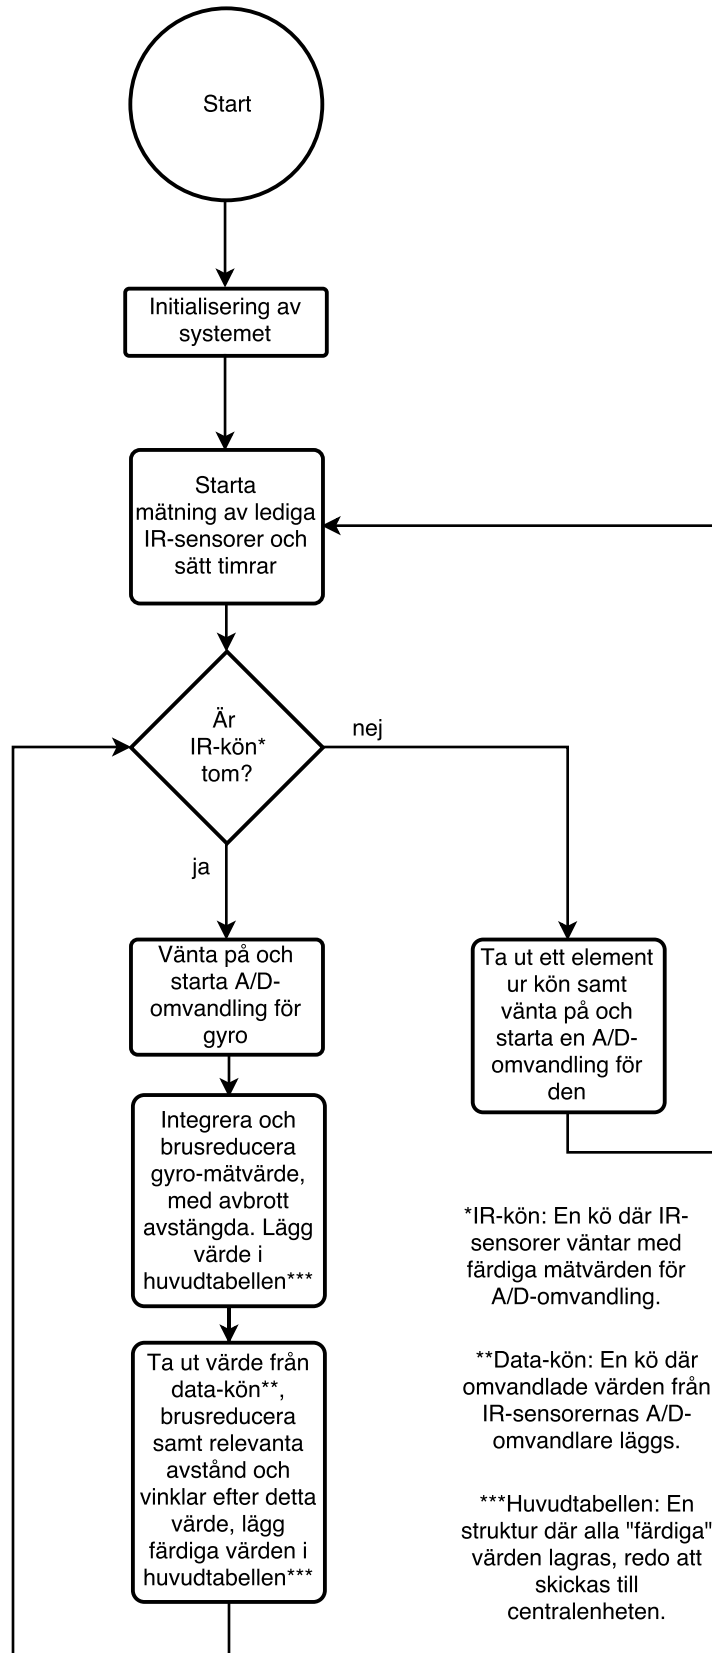 Start
Initialisering av
systemet
Starta
mätning av lediga
IR-sensorer och
sätt timrar
Är
IR-kön*
tom?
nej
ja
Vänta på och
starta A/D-
omvandling för
gyro
Ta ut ett element
ur kön samt
vänta på och
starta en A/D-
omvandling för
den
Integrera och
brusreducera
gyro-mätvärde,
med avbrott
avstängda. Lägg
värde i
huvudtabellen***
Ta ut värde från
data-kön**,
brusreducera
samt relevanta
avstånd och
vinklar efter detta
värde, lägg
färdiga värden i
huvudtabellen***
*IR-kön: En kö där IR-
sensorer väntar med
färdiga mätvärden för
A/D-omvandling.
**Data-kön: En kö där
omvandlade värden från
IR-sensorernas A/D-
omvandlare läggs.
***Huvudtabellen: En
struktur där alla "färdiga"
värden lagras, redo att
skickas till
centralenheten.